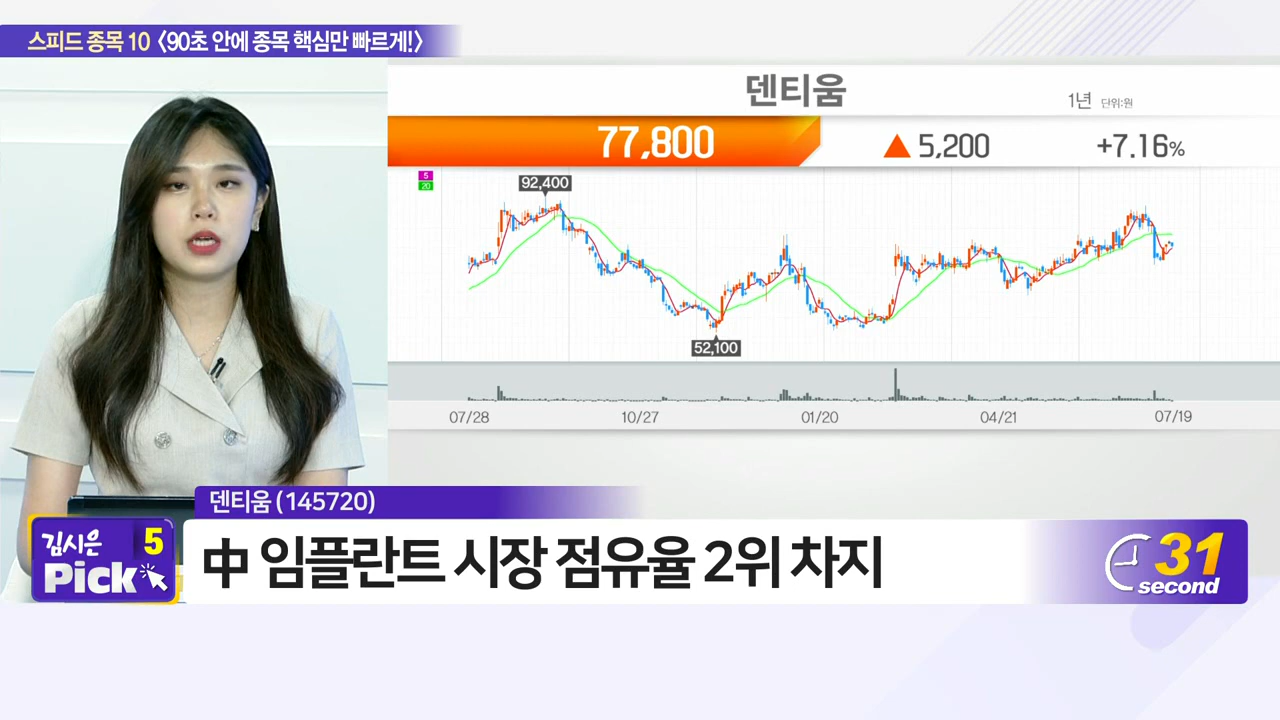 스피드 종목 10 〈90초 안에 종목 핵심만 빠르게!〉
덴티움
1년 단위:원
77,800
▲ 5,200
+7.16%
5
20
92,400
52,100
07/28
10/27
01/20
04/21
07/19
덴티움 (145720)
김시은 5
Pick
中 임플란트 시장 점유율 2위 차지
31
second